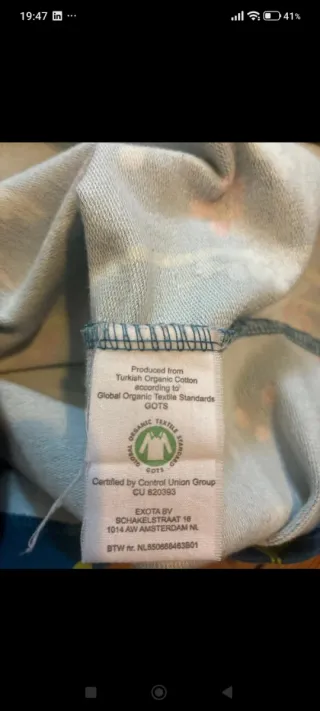 19:47
41%
Produced from
Turkish Organic Cotton
according to
Global Organic Textile Standards
GOTS
GLOBAL ORGANIC TEXTILE STANDARD
GOTS
Certified by Control Union Group
CU 820393
EXOTA BV
SCHAKELSTRAAT 16
1014 AW AMSTERDAM NL
BTW nr. NL850688463B01